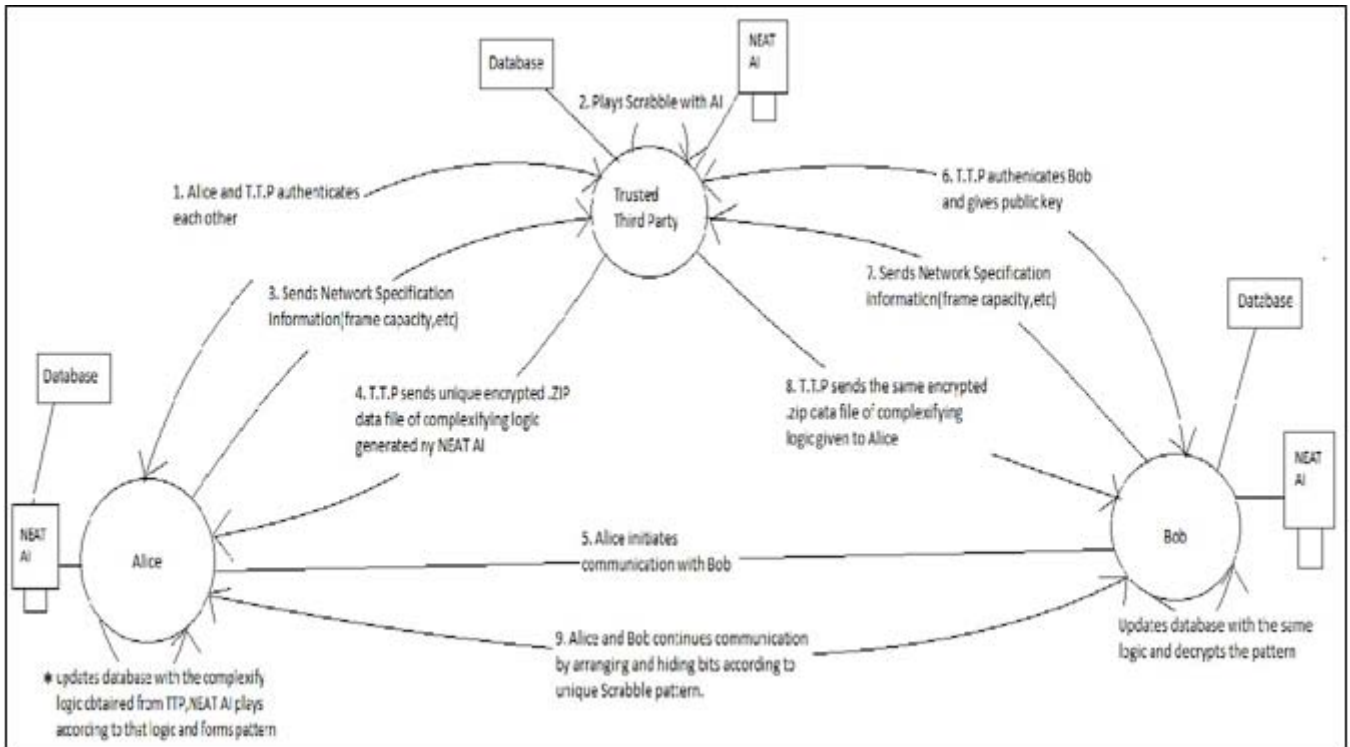 Database
NEAT
AI
2. Plays Scrabble with AI
1. Alice and T.T.P authenticates
each other
Trusted
Third Party
6. T.T.P authenicates Bob
and gives public key
3. Sends Network Specification
Information(frame capacity,etc)
7. Sends Network Specification
Information(frame capacity,etc)
Database
Database
4. T.T.P sends unique encrypted .ZIP
data file of complexifying logic
generated ny NEAT AI
8. T.T.P sends the same encrypted
.zip data file of complexifying
logic given to Alice
NEAT
AI
NEAT
AI
Alice
5. Alice initiates
communication with Bob
Bob
9. Alice and Bob continues communication
by arranging and hiding bits according to
unique Scrabble pattern.
Updates database with the same
logic and decrypts the pattern
* updates database with the complexify
logic obtained from TTP,NEAT AI plays
according to that logic and forms pattern